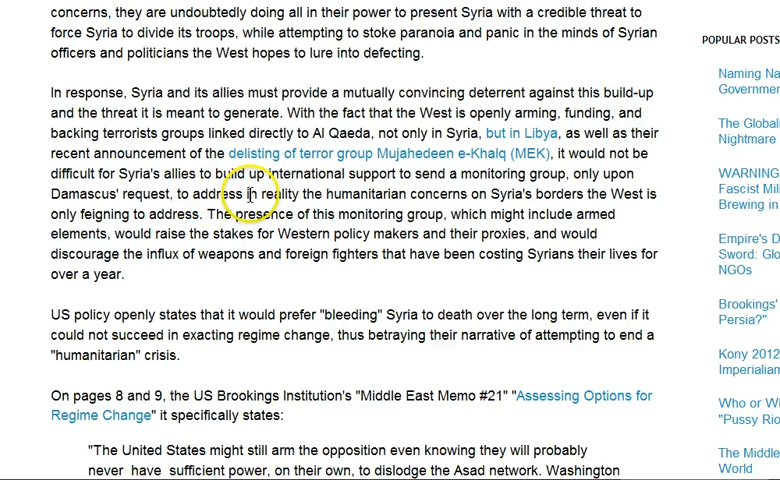 concerns, they are undoubtedly doing all in their power to present Syria with a credible threat to
force Syria to divide its troops, while attempting to stoke paranoia and panic in the minds of Syrian
officers and politicians the West hopes to lure into defecting.
In response, Syria and its allies must provide a mutually convincing deterrent against this build-up
and the threat it is meant to generate. With the fact that the West is openly arming, funding, and
backing terrorists groups linked directly to Al Qaeda, not only in Syria, but in Libya, as well as their
recent announcement of the delisting of terror group Mujahedeen e-Khalq (MEK), it would not be
difficult for Syria's allies to build up international support to send a monitoring group, only upon
Damascus' request, to address in reality the humanitarian concerns on Syria's borders the West is
only feigning to address. The presence of this monitoring group, which might include armed
elements, would raise the stakes for Western policy makers and their proxies, and would
discourage the influx of weapons and foreign fighters that have been costing Syrians their lives for
over a year.
US policy openly states that it would prefer "bleeding" Syria to death over the long term, even if it
could not succeed in exacting regime change, thus betraying their narrative of attempting to end a
"humanitarian" crisis.
On pages 8 and 9, the US Brookings Institution's "Middle East Memo #21" "Assessing Options for
Regime Change" it specifically states:
"The United States might still arm the opposition even knowing they will probably
never have sufficient power, on their own, to dislodge the Asad network. Washington
POPULAR POSTS
Naming Na
Governmer
The Global
Nightmare
WARNING
Fascist Mil
Brewing in
Empire's D
Sword: Glo
NGOs
Brookings'
Persia?"
Kony 2012
Imperialian
Who or Wh
"Pussy Rio
The Middle
World